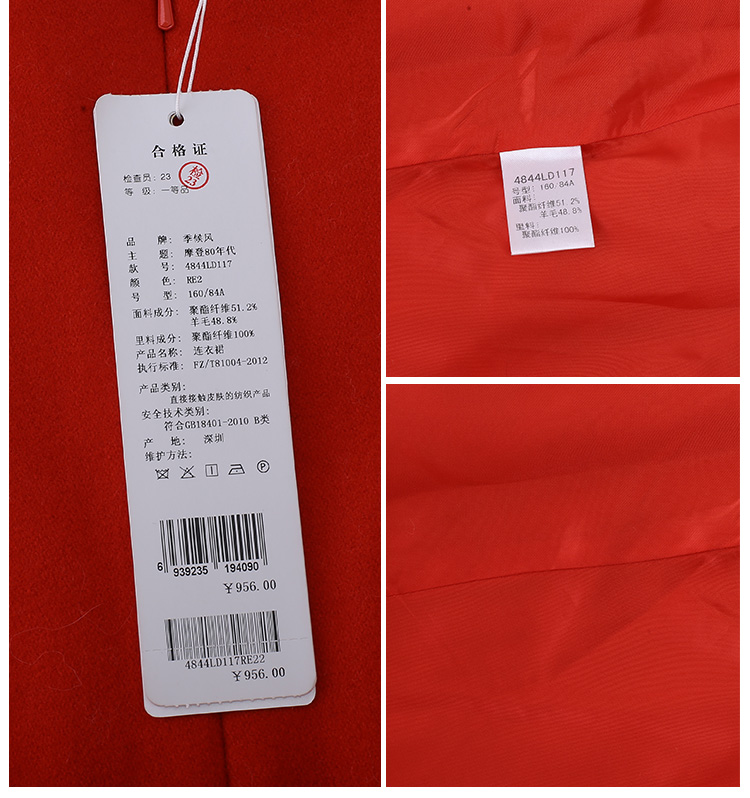 合格证
检查员: 23
检
23
等 级: 一等品
品 牌: 季候风
主 题: 摩登80年代
款 号: 4844LD117
颜 色: RE2
号 型: 160/84A
面料成分: 聚酯纤维51.2%
羊毛48.8%
里料成分: 聚酯纤维100%
产品名称: 连衣裙
执行标准: FZ/T81004-2012
产品类别:
直接接触皮肤的纺织产品
安全技术类别:
符合GB18401-2010 B类
产 地: 深圳
维护方法:
6 939235 194090
￥956.00
4844LD117RE22
￥956.00
4844LD117
号型: 160/84A
面料:
聚酯纤维51.2%
羊毛48.8%
里料:
聚酯纤维100%